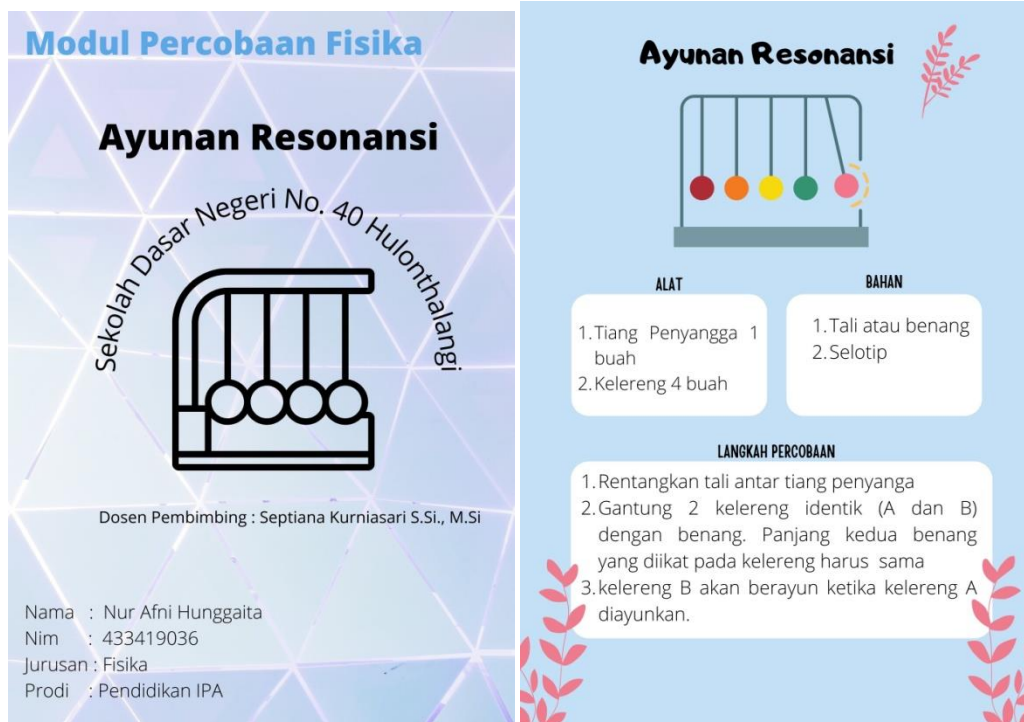 Modul Percobaan Fisika
Ayunan Resonansi
Sekolah Dasar Negeri No. 40 Hulonthalangi
Dosen Pembimbing : Septiana Kurniasari S.Si., M.Si
Nama : Nur Afni Hunggaita
Nim : 433419036
Jurusan : Fisika
Prodi : Pendidikan IPA
Ayunan Resonansi
ALAT
1. Tiang Penyangga 1
buah
2. Kelereng 4 buah
BAHAN
1. Tali atau benang
2. Selotip
LANGKAH PERCOBAAN
1. Rentangkan tali antar tiang penyanga
2. Gantung 2 kelereng identik (A dan B)
dengan benang. Panjang kedua benang
yang diikat pada kelereng harus sama
3. kelereng B akan berayun ketika kelereng A
diayunkan.